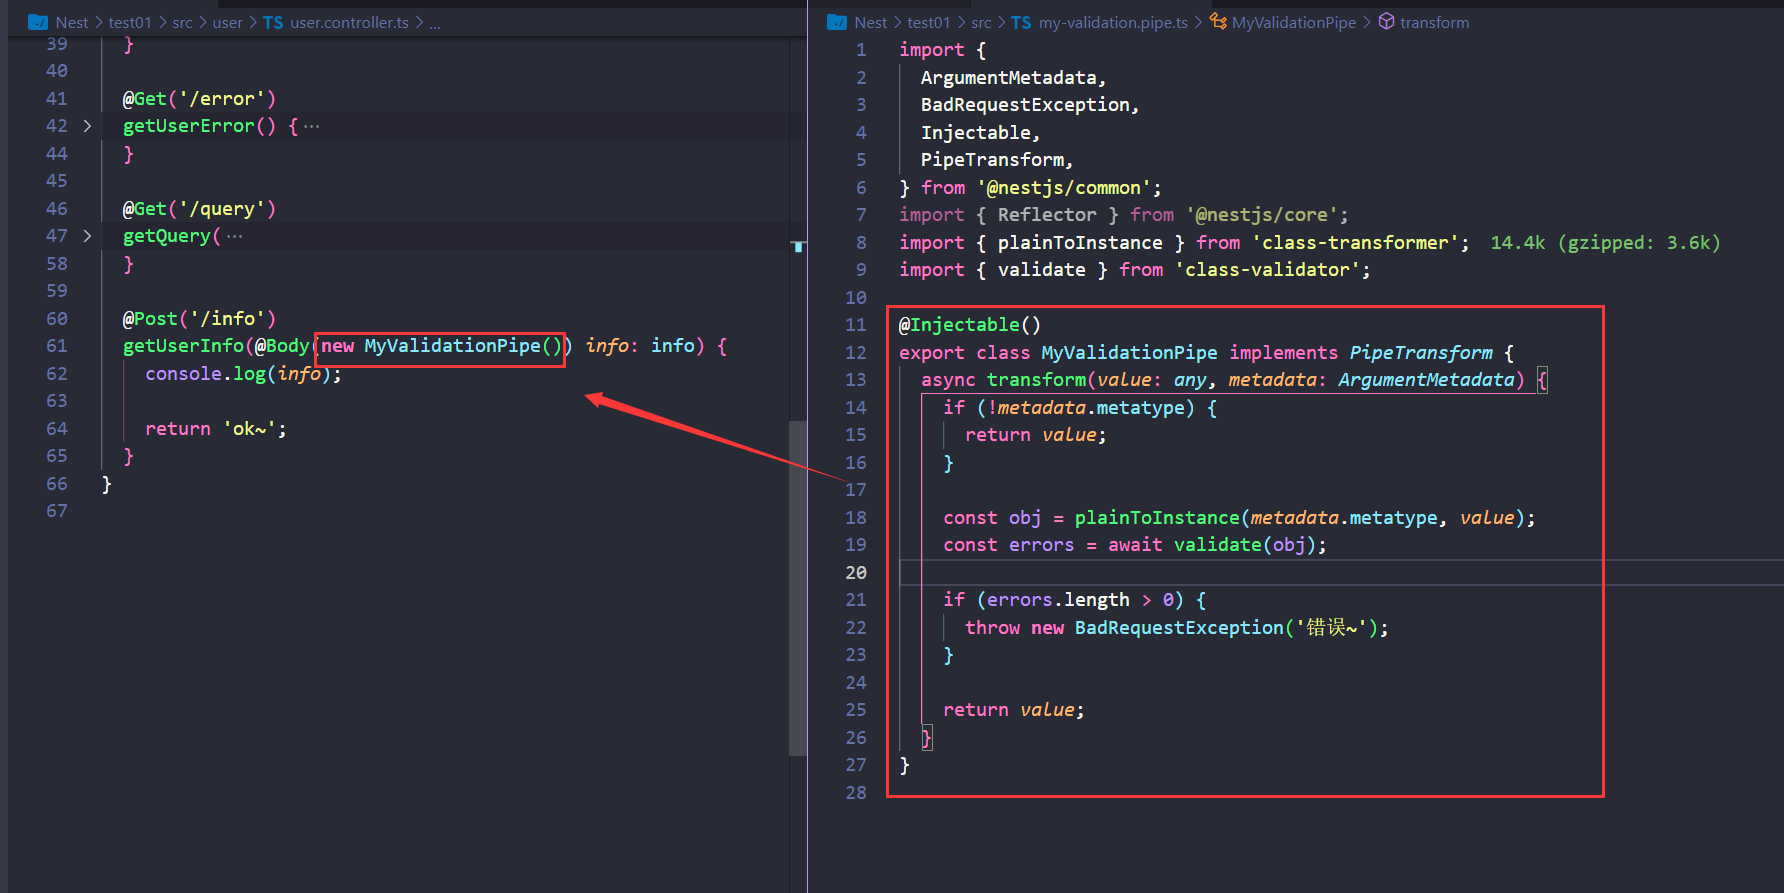 Nest > test01 > src > user > TS user.controller.ts > ...
39 }
40
41 @Get('/error')
42 > getUserError() { ...
44 }
45
46 @Get('/query')
47 > getQuery( ...
58 }
59
60 @Post('/info')
61 getUserInfo(@Body(new MyValidationPipe()) info: info) {
62 console.log(info);
63
64 return 'ok~';
65 }
66 }
67
Nest > test01 > src > TS my-validation.pipe.ts > MyValidationPipe > transform
1 import {
2 ArgumentMetadata,
3 BadRequestException,
4 Injectable,
5 PipeTransform,
6 } from '@nestjs/common';
7 import { Reflector } from '@nestjs/core';
8 import { plainToInstance } from 'class-transformer'; 14.4k (gzipped: 3.6k)
9 import { validate } from 'class-validator';
10
11 @Injectable()
12 export class MyValidationPipe implements PipeTransform {
13 async transform(value: any, metadata: ArgumentMetadata) {
14 if (!metadata.metatype) {
15 return value;
16 }
17
18 const obj = plainToInstance(metadata.metatype, value);
19 const errors = await validate(obj);
20
21 if (errors.length > 0) {
22 throw new BadRequestException('错误~');
23 }
24
25 return value;
26 }
27 }
28